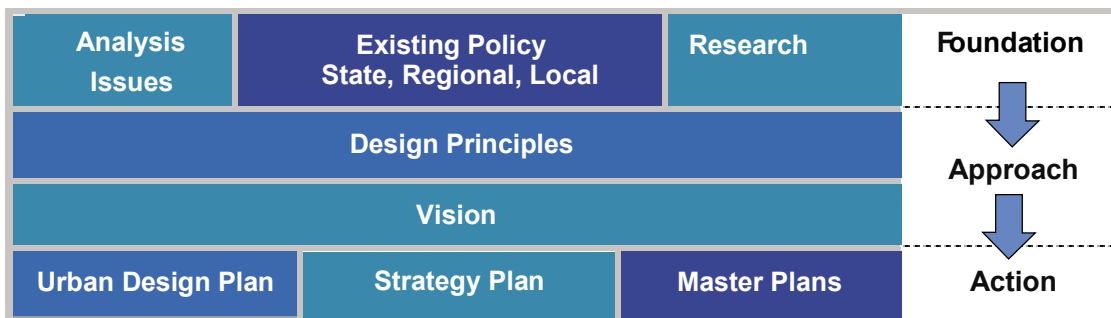 Analysis
Issues
Existing Policy
State, Regional, Local
Research
Foundation
Design Principles
Approach
Vision
Urban Design Plan
Strategy Plan
Master Plans
Action